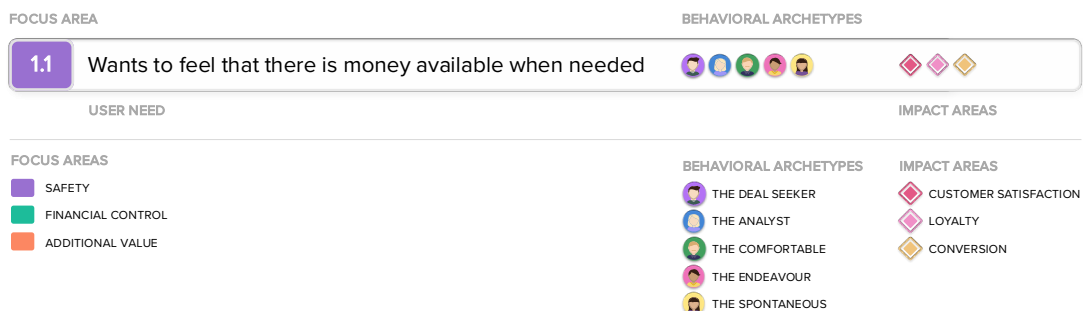 FOCUS AREA
BEHAVIORAL ARCHETYPES
1.1 Wants to feel that there is money available when needed
USER NEED
IMPACT AREAS
FOCUS AREAS
SAFETY
FINANCIAL CONTROL
ADDITIONAL VALUE
BEHAVIORAL ARCHETYPES
THE DEAL SEEKER
THE ANALYST
THE COMFORTABLE
THE ENDEAVOUR
THE SPONTANEOUS
IMPACT AREAS
CUSTOMER SATISFACTION
LOYALTY
CONVERSION